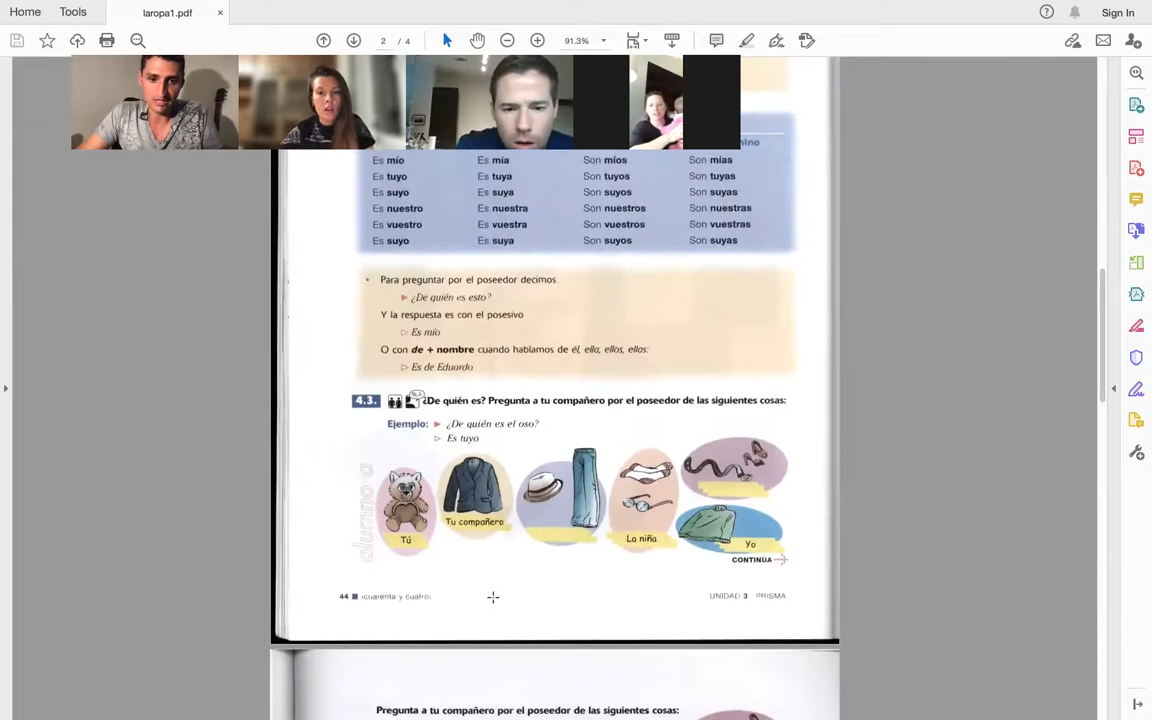 Home Tools laropa1.pdf × Sign In
2 / 4 91.3%
Es mío Es mía Son míos Son mías
Es tuyo Es tuya Son tuyos Son tuyas
Es suyo Es suya Son suyos Son suyas
Es nuestro Es nuestra Son nuestros Son nuestras
Es vuestro Es vuestra Son vuestros Son vuestras
Es suyo Es suya Son suyos Son suyas
• Para preguntar por el poseedor decimos
¿De quién es esto?
Y la respuesta es con el posesivo
Es mío
O con de + nombre cuando hablamos de él, ella, ellos, ellas:
Es de Eduardo
4.3. ¿De quién es? Pregunta a tu compañero por el poseedor de las siguientes cosas:
Ejemplo: ¿De quién es el oso?
Es tuyo
alumno a
Tú
Tu compañero
La niña
Yo
CONTINÚA
44 (cuarenta y cuatro) UNIDAD 3 PRISMA
Pregunta a tu compañero por el poseedor de las siguientes cosas: